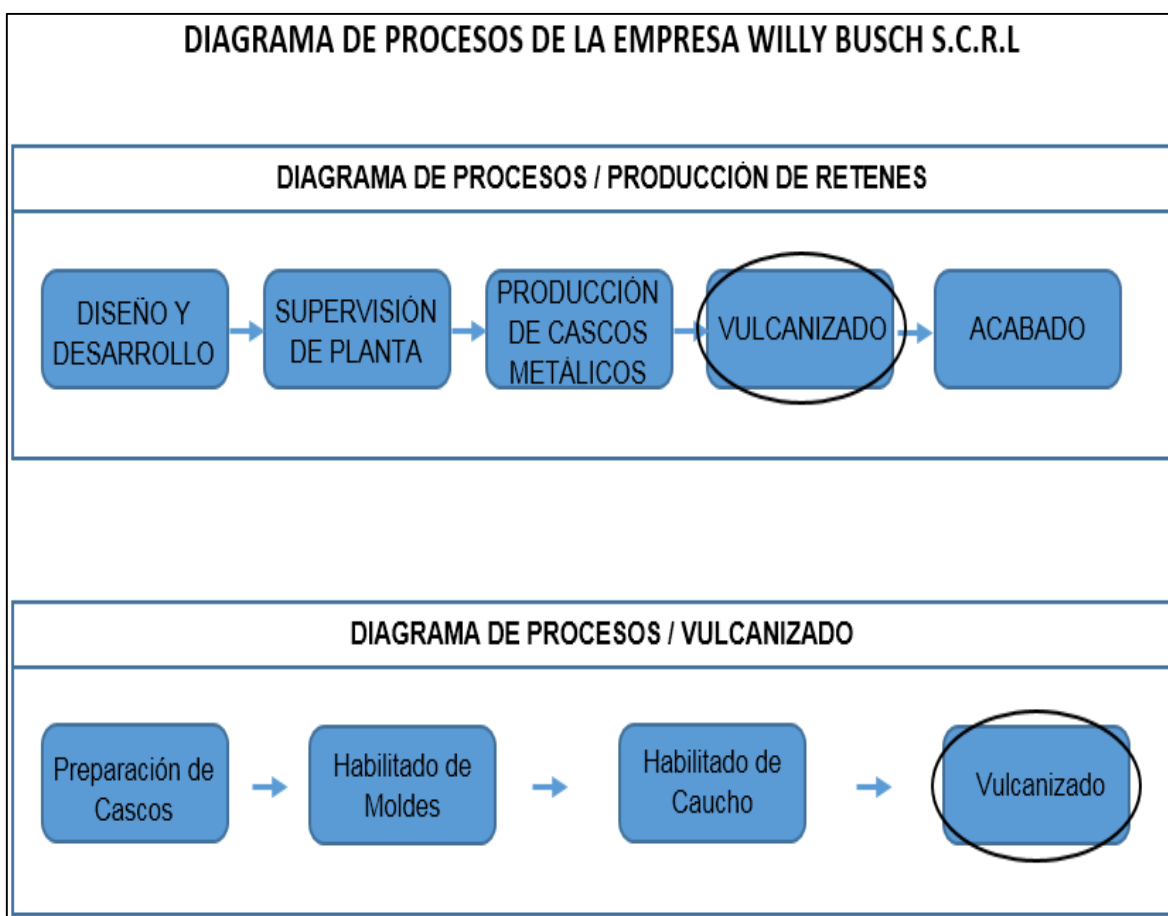 DIAGRAMA DE PROCESOS DE LA EMPRESA WILLY BUSCH S.C.R.L
DIAGRAMA DE PROCESOS / PRODUCCIÓN DE RETENES
DISEÑO Y
DESARROLLO
SUPERVISIÓN
DE PLANTA
PRODUCCIÓN
DE CASCOS
METÁLICOS
VULCANIZADO
ACABADO
DIAGRAMA DE PROCESOS / VULCANIZADO
Preparación de
Cascos
Habilitado de
Moldes
Habilitado de
Caucho
Vulcanizado